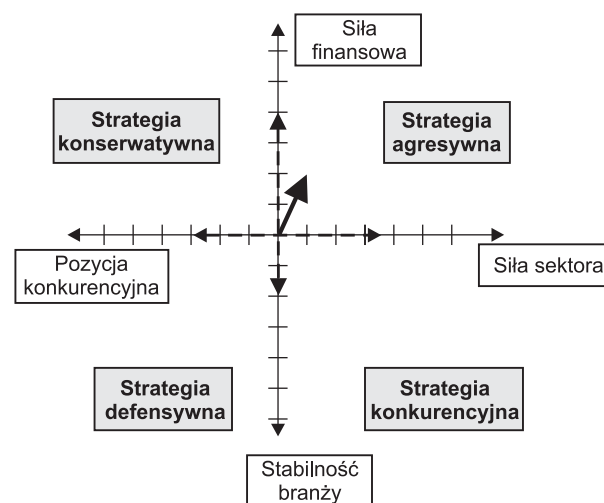 Siła
finansowa
Strategia
konserwatywna
Strategia
agresywna
Pozycja
konkurencyjna
Siła sektora
Strategia
defensywna
Strategia
konkurencyjna
Stabilność
branży